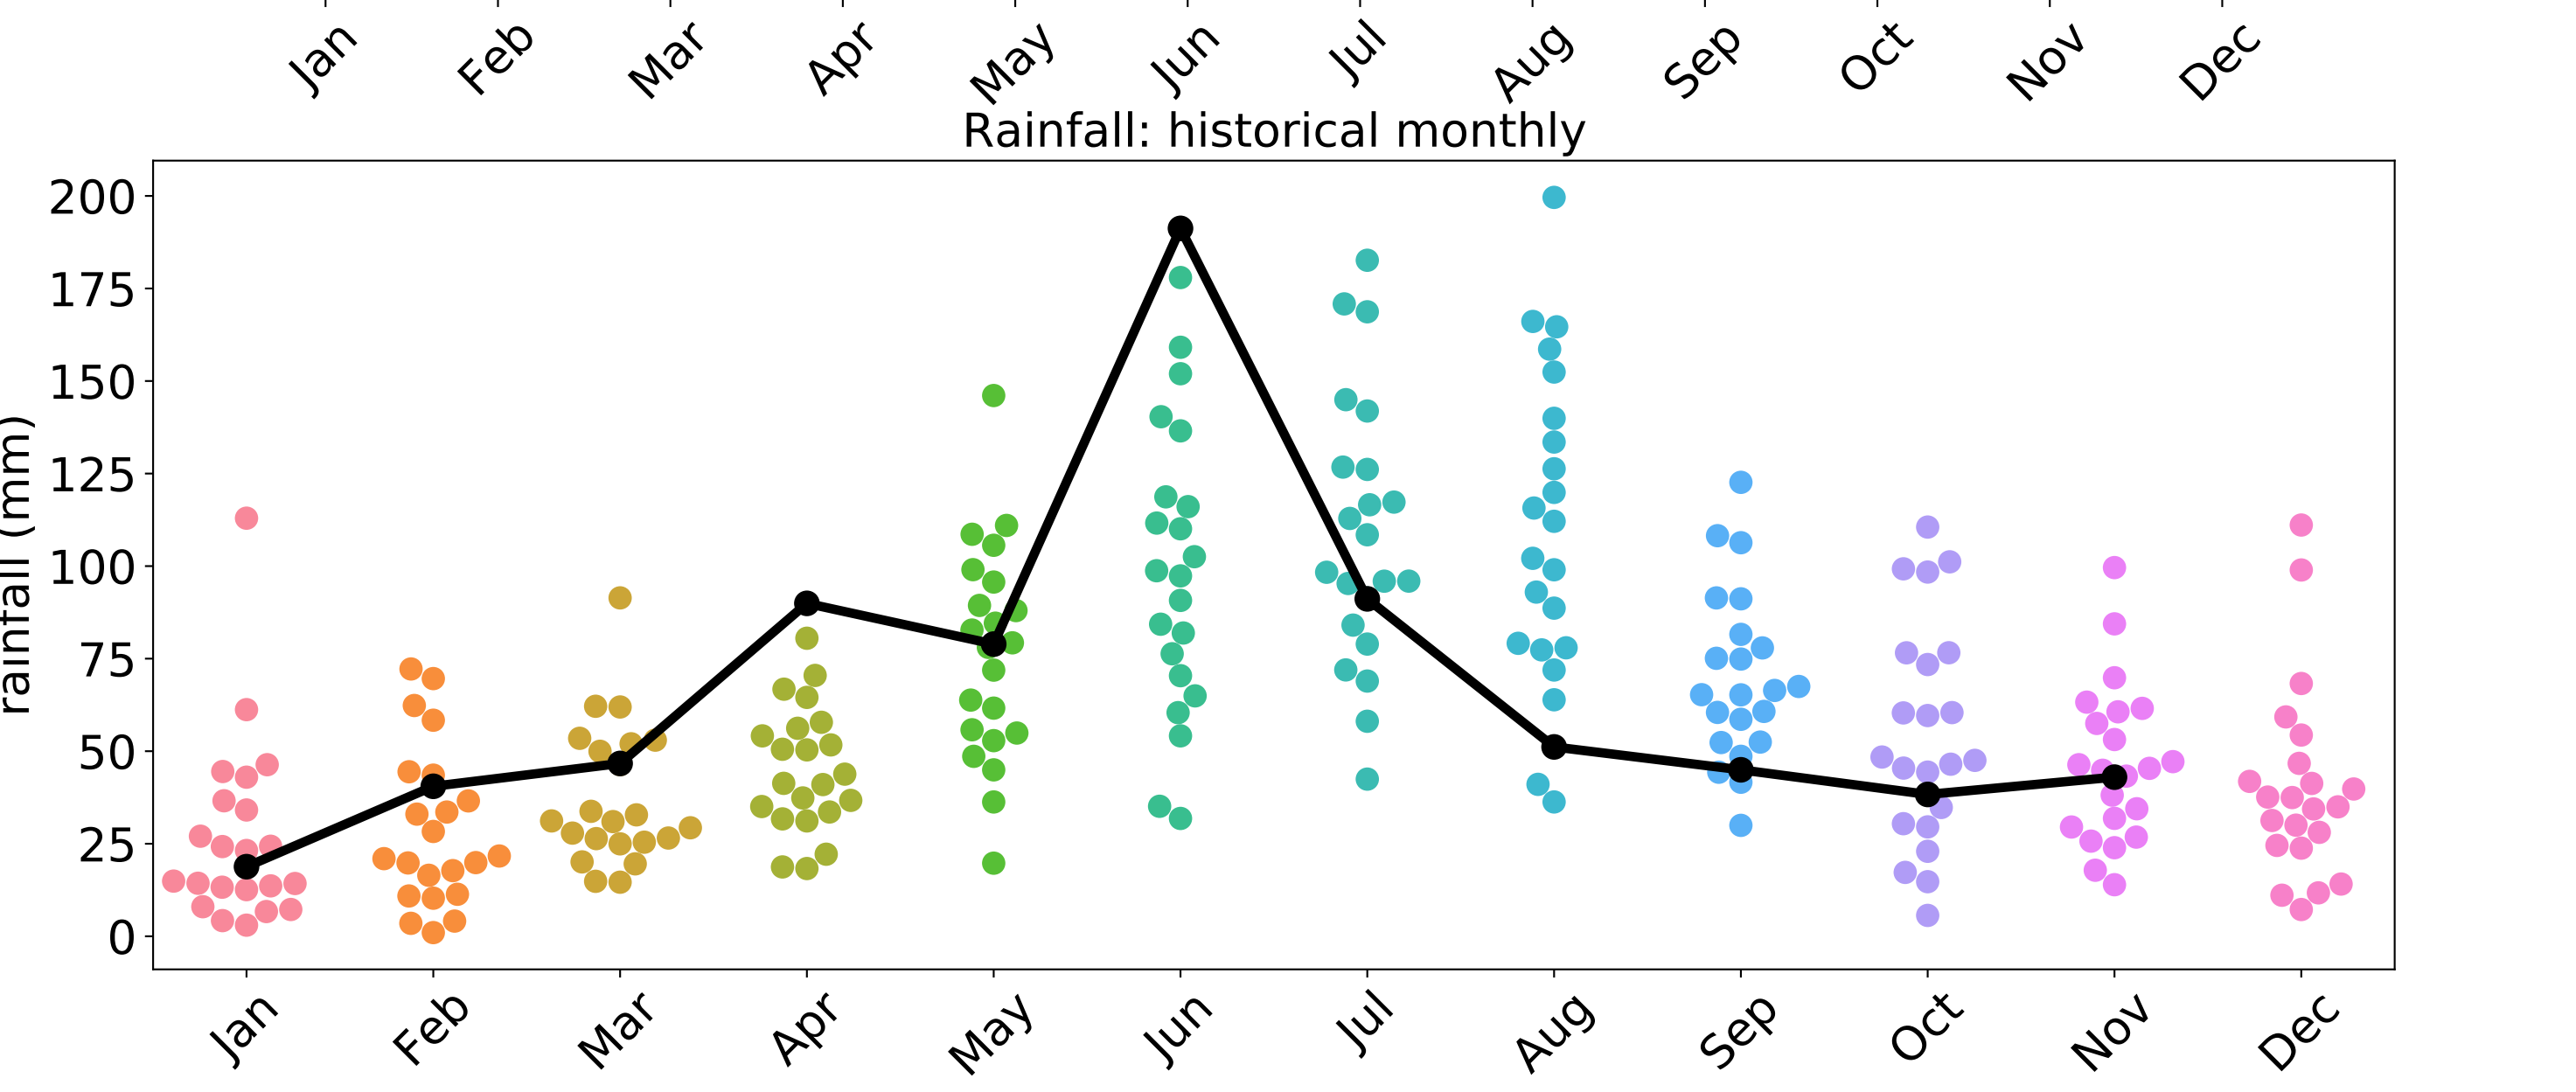 Jan Feb Mar Apr May Jun Jul Aug Sep Oct Nov Dec
Rainfall: historical monthly
rainfall (mm)
200
175
150
125
100
75
50
25
0
Jan Feb Mar Apr May Jun Jul Aug Sep Oct Nov Dec